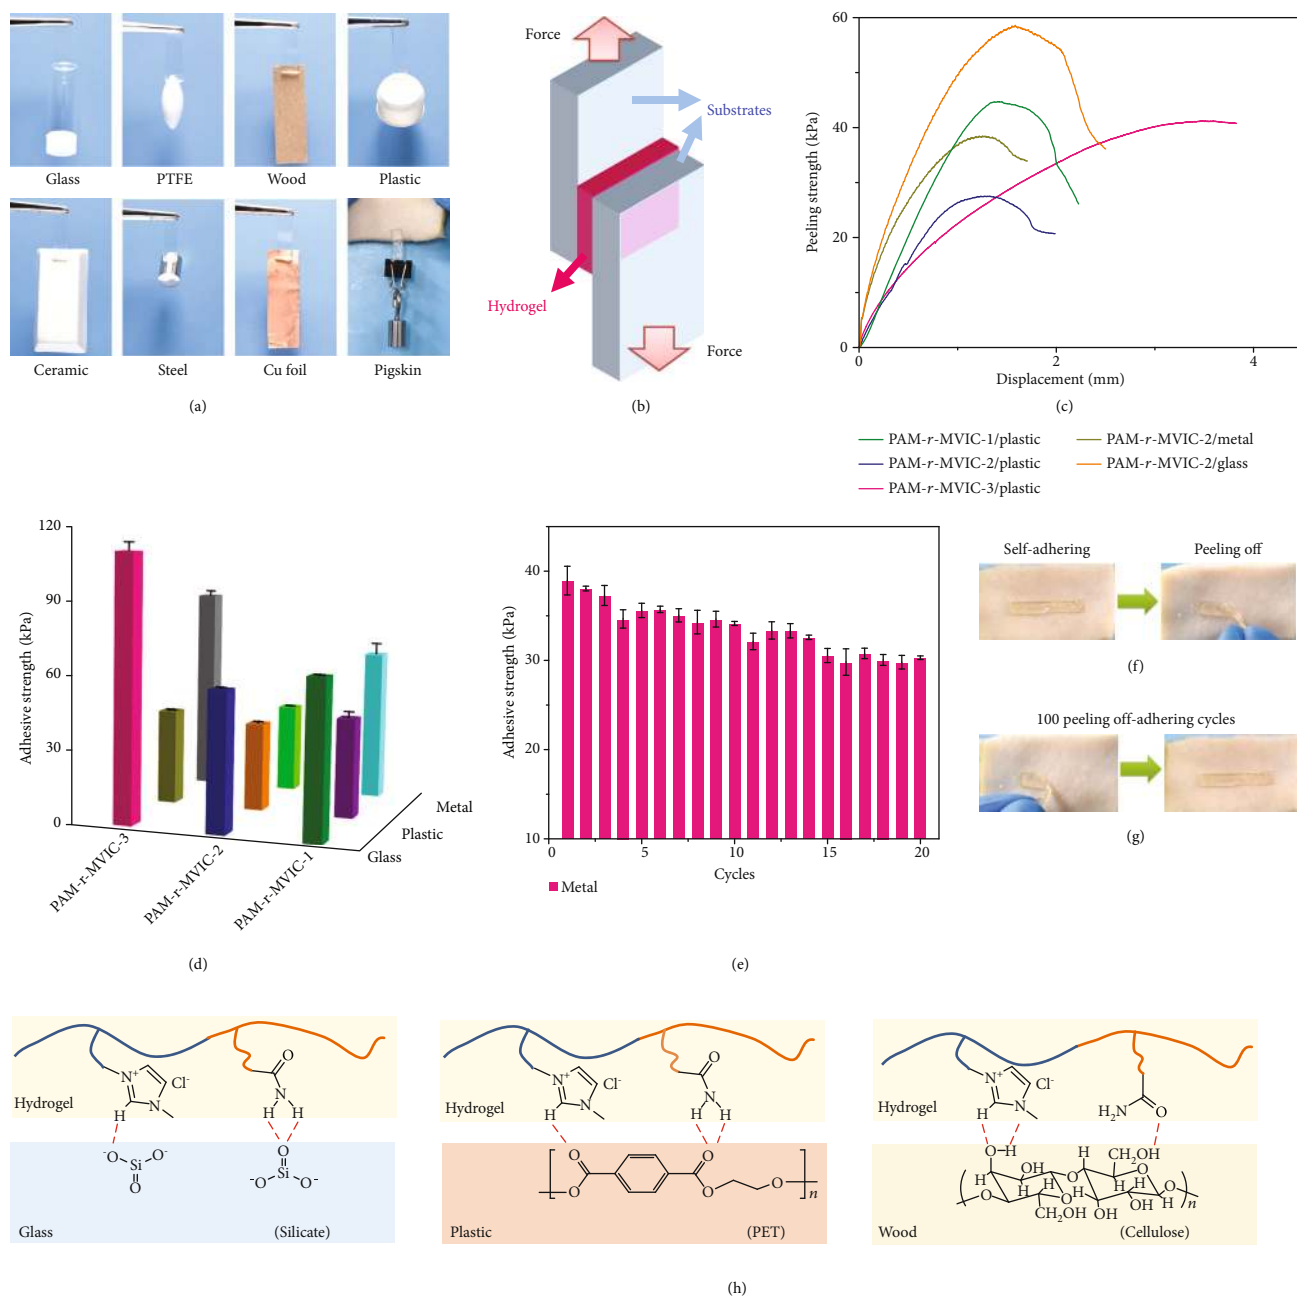 Glass PTFE Wood Plastic
Ceramic Steel Cu foil Pigskin
(a)
Force
Substrates
Hydrogel
Force
(b)
60
40
20
0
Peeling strength (kPa)
0 2 4
Displacement (mm)
(c)
PAM-r-MVIC-1/plastic
PAM-r-MVIC-2/plastic
PAM-r-MVIC-3/plastic
PAM-r-MVIC-2/metal
PAM-r-MVIC-2/glass
120
90
60
30
0
Adhesive strength (kPa)
PAM-r-MVIC-3
PAM-r-MVIC-2
PAM-r-MVIC-1
Metal
Plastic
Glass
(d)
40
30
20
10
Adhesive strength (kPa)
0 5 10 15 20
Cycles
Metal
(e)
Self-adhering Peeling off
(f)
100 peeling off-adhering cycles
(g)
O
N+ Cl-
N
H
N
H H
Hydrogel
-O O-
Si
O
O
Si
-O O-
Glass (Silicate)
O
N+ Cl-
N
H
N
H H
Hydrogel
O O
O O O
n
Plastic (PET)
N+ Cl-
N
H
H2N O
Hydrogel
O-H H CH2OH
OH H O H O
H H H H H O
O O H OH H n
CH2OH OH OH
Wood (Cellulose)
(h)